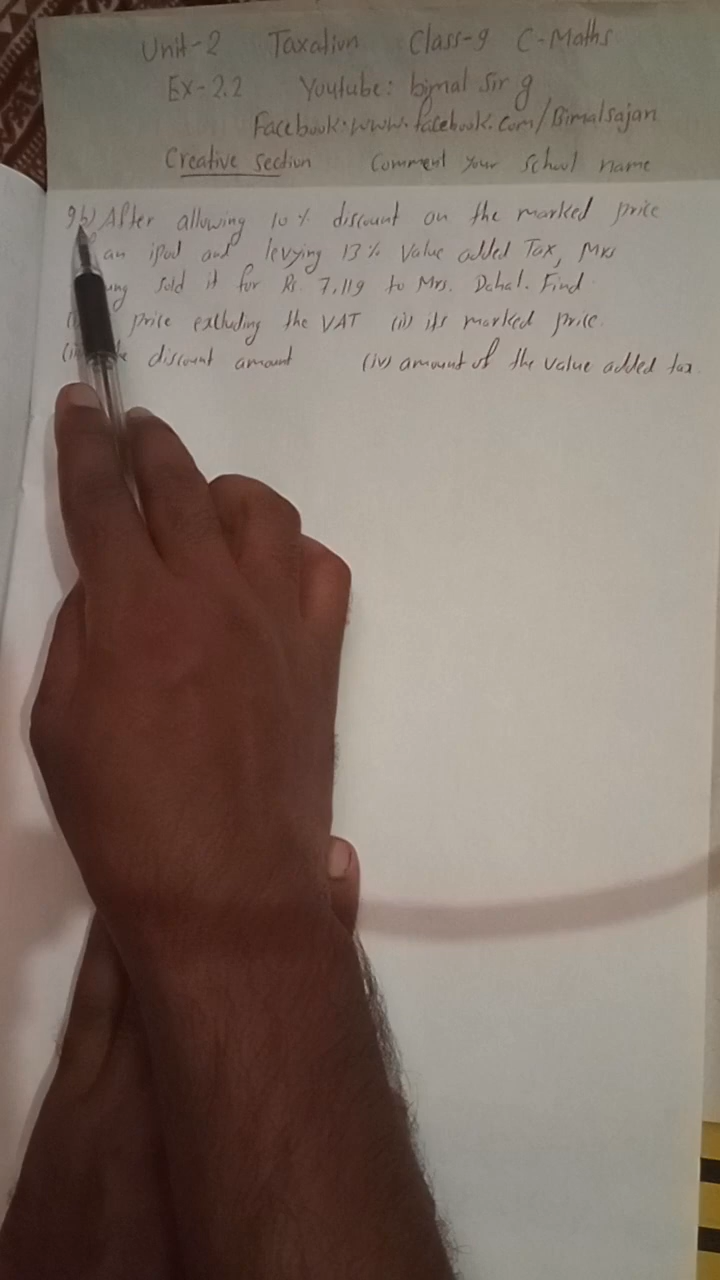 Unit-2 Taxation Class-9 C-Maths
Ex-2.2 Youtube: bimal sir g
Facebook:www.facebook.com/Bimalsajan
Creative section Comment your school name
9b) After allowing 10% discount on the marked price
an ipod and levying 13% Value added Tax, Mrs
ung sold it for Rs. 7,119 to Mrs. Dahal. Find
price excluding the VAT (ii) its marked price.
discount amount (iv) amount of the value added tax.